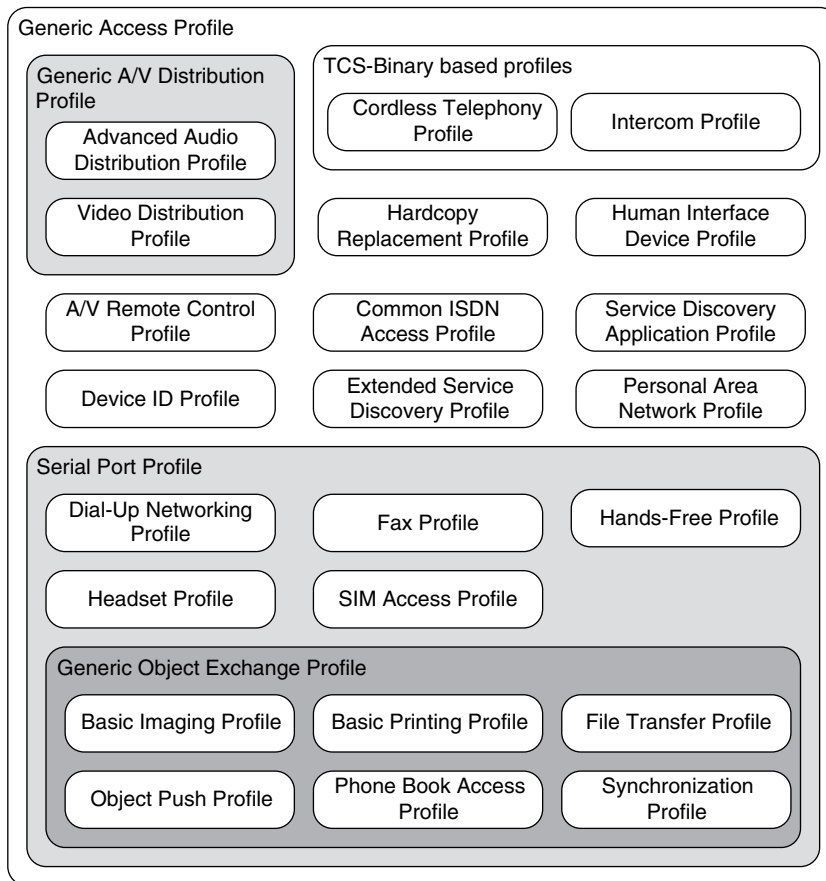 Generic Access Profile
Generic A/V Distribution
Profile
Advanced Audio
Distribution Profile
Video Distribution
Profile
TCS-Binary based profiles
Cordless Telephony
Profile
Intercom Profile
Hardcopy
Replacement Profile
Human Interface
Device Profile
A/V Remote Control
Profile
Common ISDN
Access Profile
Service Discovery
Application Profile
Device ID Profile
Extended Service
Discovery Profile
Personal Area
Network Profile
Serial Port Profile
Dial-Up Networking
Profile
Fax Profile
Hands-Free Profile
Headset Profile
SIM Access Profile
Generic Object Exchange Profile
Basic Imaging Profile
Basic Printing Profile
File Transfer Profile
Object Push Profile
Phone Book Access
Profile
Synchronization
Profile